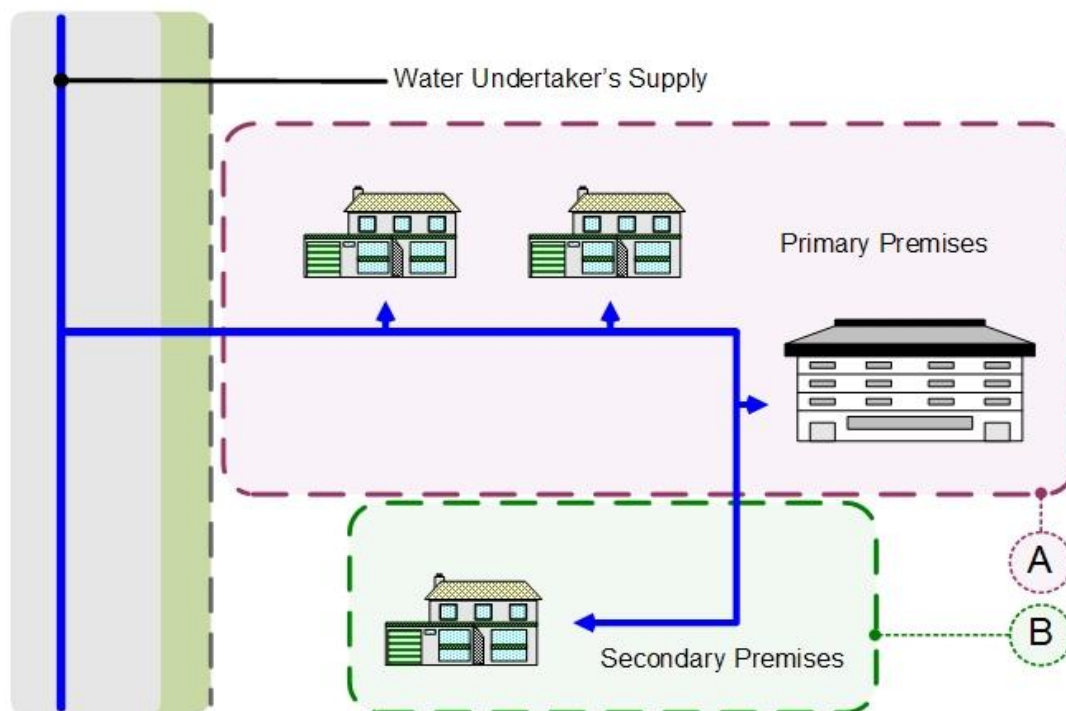 Water Undertaker's Supply
Primary Premises
A
B
Secondary Premises